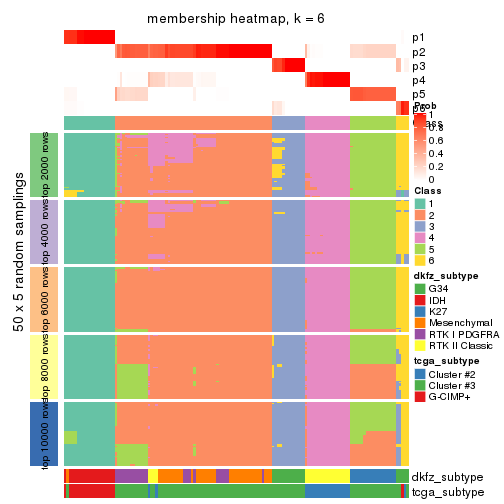 membership heatmap, k = 6
p1
p2
p3
p4
p5
Prob
1
0.8
0.6
0.4
0.2
0
Class
1
2
3
4
5
6
dkfz_subtype
G34
IDH
K27
Mesenchymal
RTK I PDGFRA
RTK II Classic
tcga_subtype
Cluster #2
Cluster #3
G-CIMP+
50 x 5 random samplings
top 2000 rows
top 4000 rows
top 6000 rows
top 8000 rows
top 10000 rows
dkfz_subtype
tcga_subtype